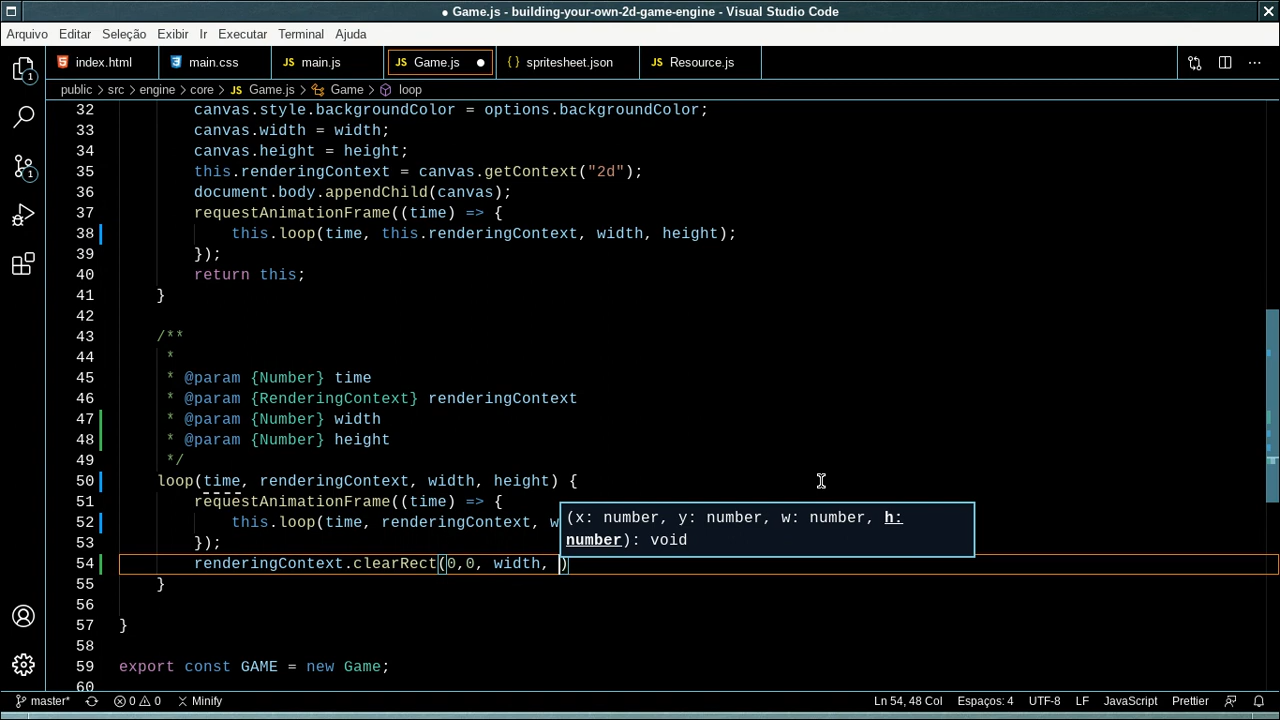 ● Game.js - building-your-own-2d-game-engine - Visual Studio Code
Arquivo Editar Seleção Exibir Ir Executar Terminal Ajuda
index.html main.css JS main.js JS Game.js ● { } spritesheet.json JS Resource.js
public > src > engine > core > JS Game.js > Game > loop
32 canvas.style.backgroundColor = options.backgroundColor;
33 canvas.width = width;
34 canvas.height = height;
35 this.renderingContext = canvas.getContext("2d");
36 document.body.appendChild(canvas);
37 requestAnimationFrame((time) => {
38 this.loop(time, this.renderingContext, width, height);
39 });
40 return this;
41 }
42
43 /**
44 *
45 * @param {Number} time
46 * @param {RenderingContext} renderingContext
47 * @param {Number} width
48 * @param {Number} height
49 */
50 loop(time, renderingContext, width, height) {
51 requestAnimationFrame((time) => {
52 this.loop(time, renderingContext, w
(x: number, y: number, w: number, h:
number): void
53 });
54 renderingContext.clearRect(0,0, width, )
55 }
56
57 }
58
59 export const GAME = new Game;
60
master* 0 0 Minify Ln 54, 48 Col Espaços: 4 UTF-8 LF JavaScript Prettier